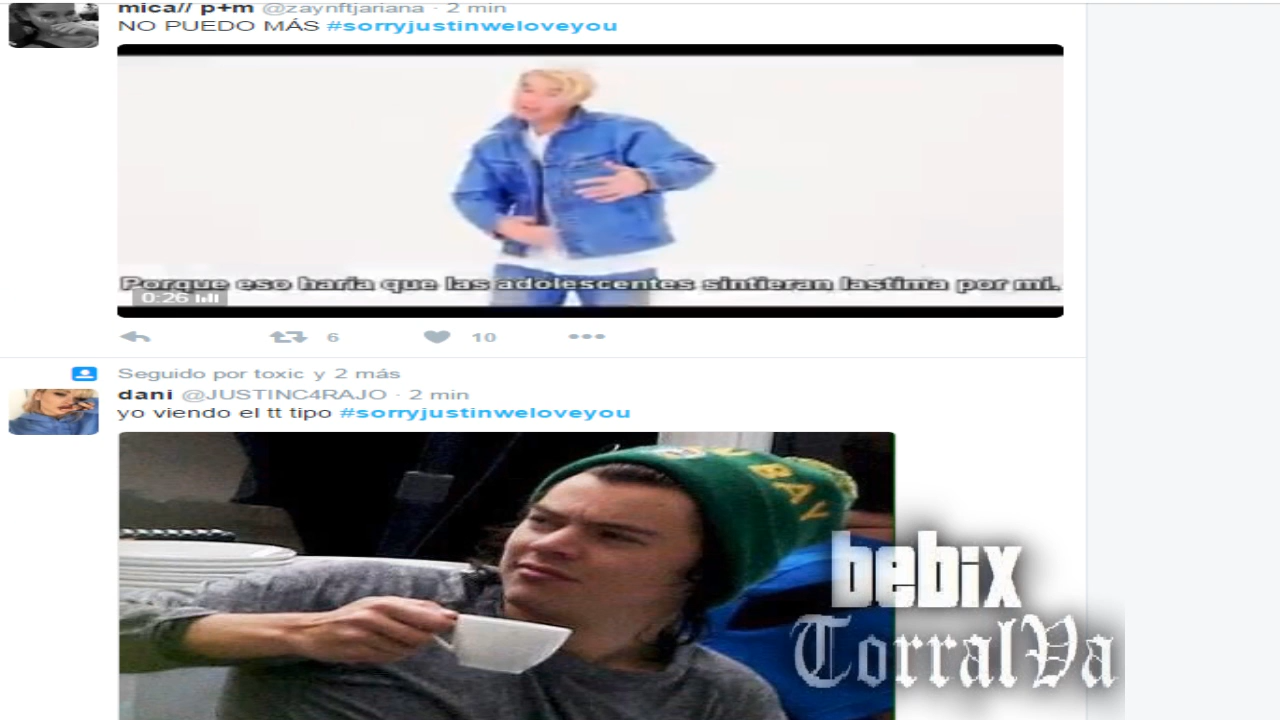 mica// p+m @zaynftjariana · 2 min
NO PUEDO MÁS #sorryjustinweloveyou
Porque eso haría que las adolescentes sintieran lastima por mi.
0:26
6 10
Seguido por toxic y 2 más
dani @JUSTINC4RAJO · 2 min
yo viendo el tt tipo #sorryjustinweloveyou
BAY
bebix
TorralVa